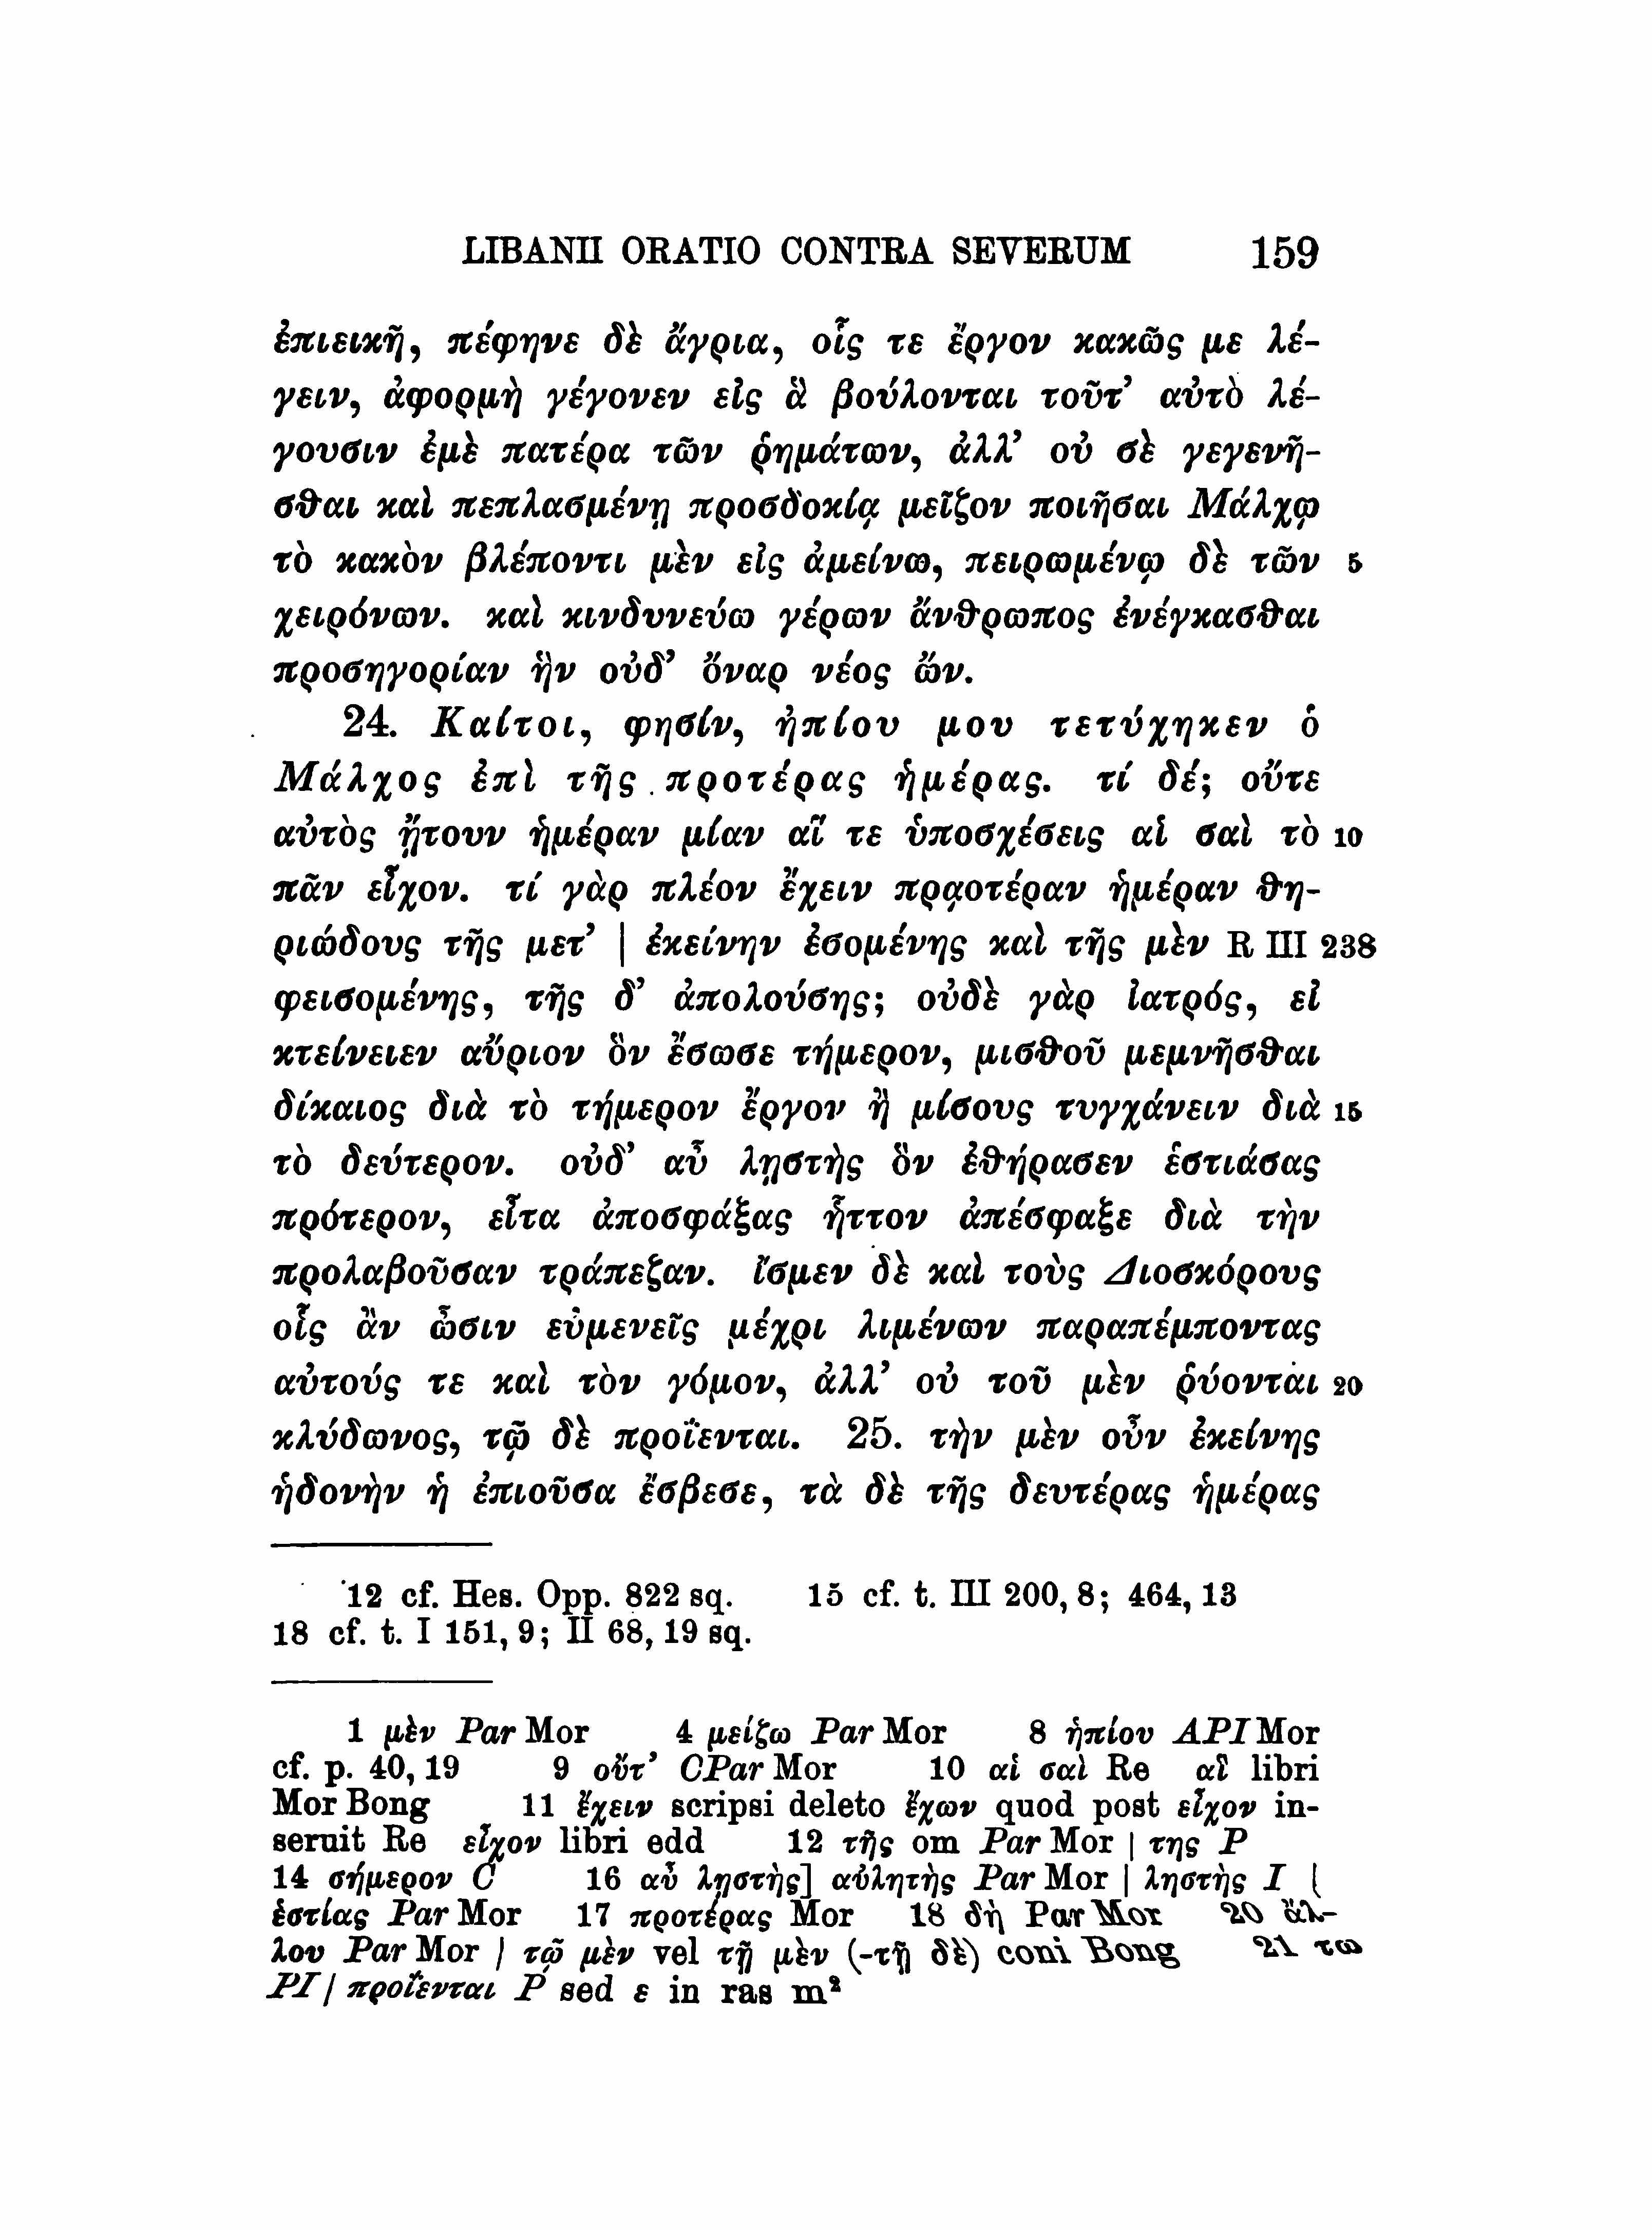 LIBANII ORATIO CONTRA SEVERUM 159
ἐπιεικῆ, πέφηνε δὲ ἄγρια, οἷς τε ἔργον κακῶς με λέ-
γειν, ἀφορμὴ γέγονεν εἰς ἃ βούλονται τοῦτ’ αὐτὸ λέ-
γουσιν ἐμὲ πατέρα τῶν ῥημάτων, ἀλλ’ οὐ σὲ γεγενῆ-
σθαι καὶ πεπλασμένῃ προσδοκίᾳ μεῖζον ποιῆσαι Μάλχῳ
τὸ κακὸν βλέποντι μὲν εἰς ἀμείνω, πειρωμένῳ δὲ τῶν 5
χειρόνων. καὶ κινδυνεύω γέρων ἄνθρωπος ἐνέγκασθαι
προσηγορίαν ἣν οὐδ’ ὄναρ νέος ὤν.
24. Καίτοι, φησίν, ἠπίου μου τετύχηκεν ὁ
Μάλχος ἐπὶ τῆς προτέρας ἡμέρας. τί δέ; οὔτε
αὐτὸς ᾔτουν ἡμέραν μίαν αἵ τε ὑποσχέσεις αἱ σαὶ τὸ 10
πᾶν εἶχον. τί γὰρ πλέον ἔχειν πρᾳοτέραν ἡμέραν θη-
ριώδους τῆς μετ’ | ἐκείνην ἐσομένης καὶ τῆς μὲν R III 238
φεισομένης, τῆς δ’ ἀπολούσης; οὐδὲ γὰρ ἰατρός, εἰ
κτείνειεν αὔριον ὃν ἔσωσε τήμερον, μισθοῦ μεμνῆσθαι
δίκαιος διὰ τὸ τήμερον ἔργον ἢ μίσους τυγχάνειν διὰ 15
τὸ δεύτερον. οὐδ’ αὖ λῃστὴς ὃν ἐθήρασεν ἑστιάσας
πρότερον, εἶτα ἀποσφάξας ἧττον ἀπέσφαξε διὰ τὴν
προλαβοῦσαν τράπεζαν. ἴσμεν δὲ καὶ τοὺς Διοσκόρους
οἷς ἂν ὦσιν εὐμενεῖς μέχρι λιμένων παραπέμποντας
αὐτούς τε καὶ τὸν γόμον, ἀλλ’ οὐ τοῦ μὲν ῥύονται 20
κλύδωνος, τῷ δὲ προΐενται. 25. τὴν μὲν οὖν ἐκείνης
ἡδονὴν ἡ ἐπιοῦσα ἔσβεσε, τὰ δὲ τῆς δευτέρας ἡμέρας
12 cf. Hes. Opp. 822 sq. 15 cf. t. III 200, 8; 464, 13
18 cf. t. I 151, 9; II 68, 19 sq.
1 μὲν Par Mor 4 μείζω Par Mor 8 ἠπίου API Mor
cf. p. 40, 19 9 οὔτ’ CPar Mor 10 αἱ σαὶ Re αἳ libri
Mor Bong 11 ἔχειν scripsi deleto ἔχων quod post εἶχον in-
seruit Re εἶχον libri edd 12 τῆς om Par Mor | της P
14 σήμερον C 16 αὖ λῃστὴς] αὐλητὴς Par Mor | ληστὴς I |
ἑστίας Par Mor 17 προτέρας Mor 18 δὴ Par Mor 20 ἄλ-
λου Par Mor | τῷ μὲν vel τῇ μὲν (-τῇ δὲ) coni Bong 21 τω
PI | προΐενται P sed ε in ras m²